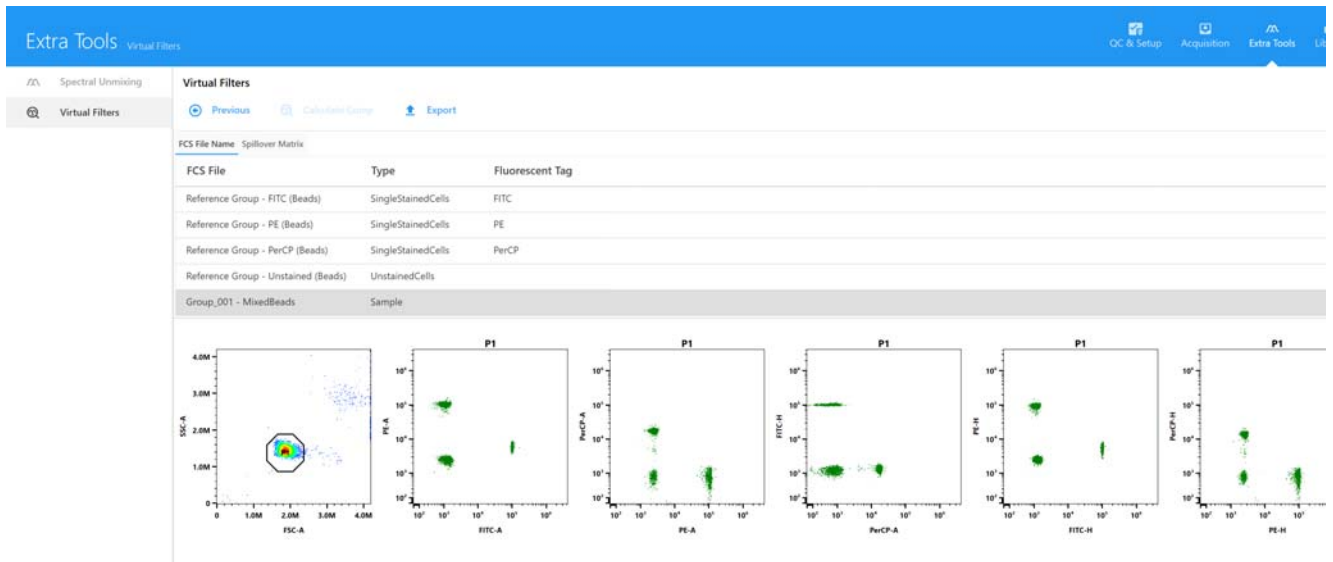 Extra Tools Virtual Filters
QC & Setup Acquisition Extra Tools
Spectral Unmixing
Virtual Filters
Virtual Filters
Previous Export
FCS File Name Spillover Matrix
FCS File Type Fluorescent Tag
Reference Group - FITC (Beads) SingleStainedCells FITC
Reference Group - PE (Beads) SingleStainedCells PE
Reference Group - PerCP (Beads) SingleStainedCells PerCP
Reference Group - Unstained (Beads) UnstainedCells
Group_001 - MixedBeads Sample
P1 P1 P1 P1 P1
4.0M
3.0M
2.0M
1.0M
0
SSC-A PE-A PerCP-A FITC-H PE-H PerCP-H
0 1.0M 2.0M 3.0M 4.0M
FSC-A FITC-A PE-A PerCP-A FITC-H PE-H